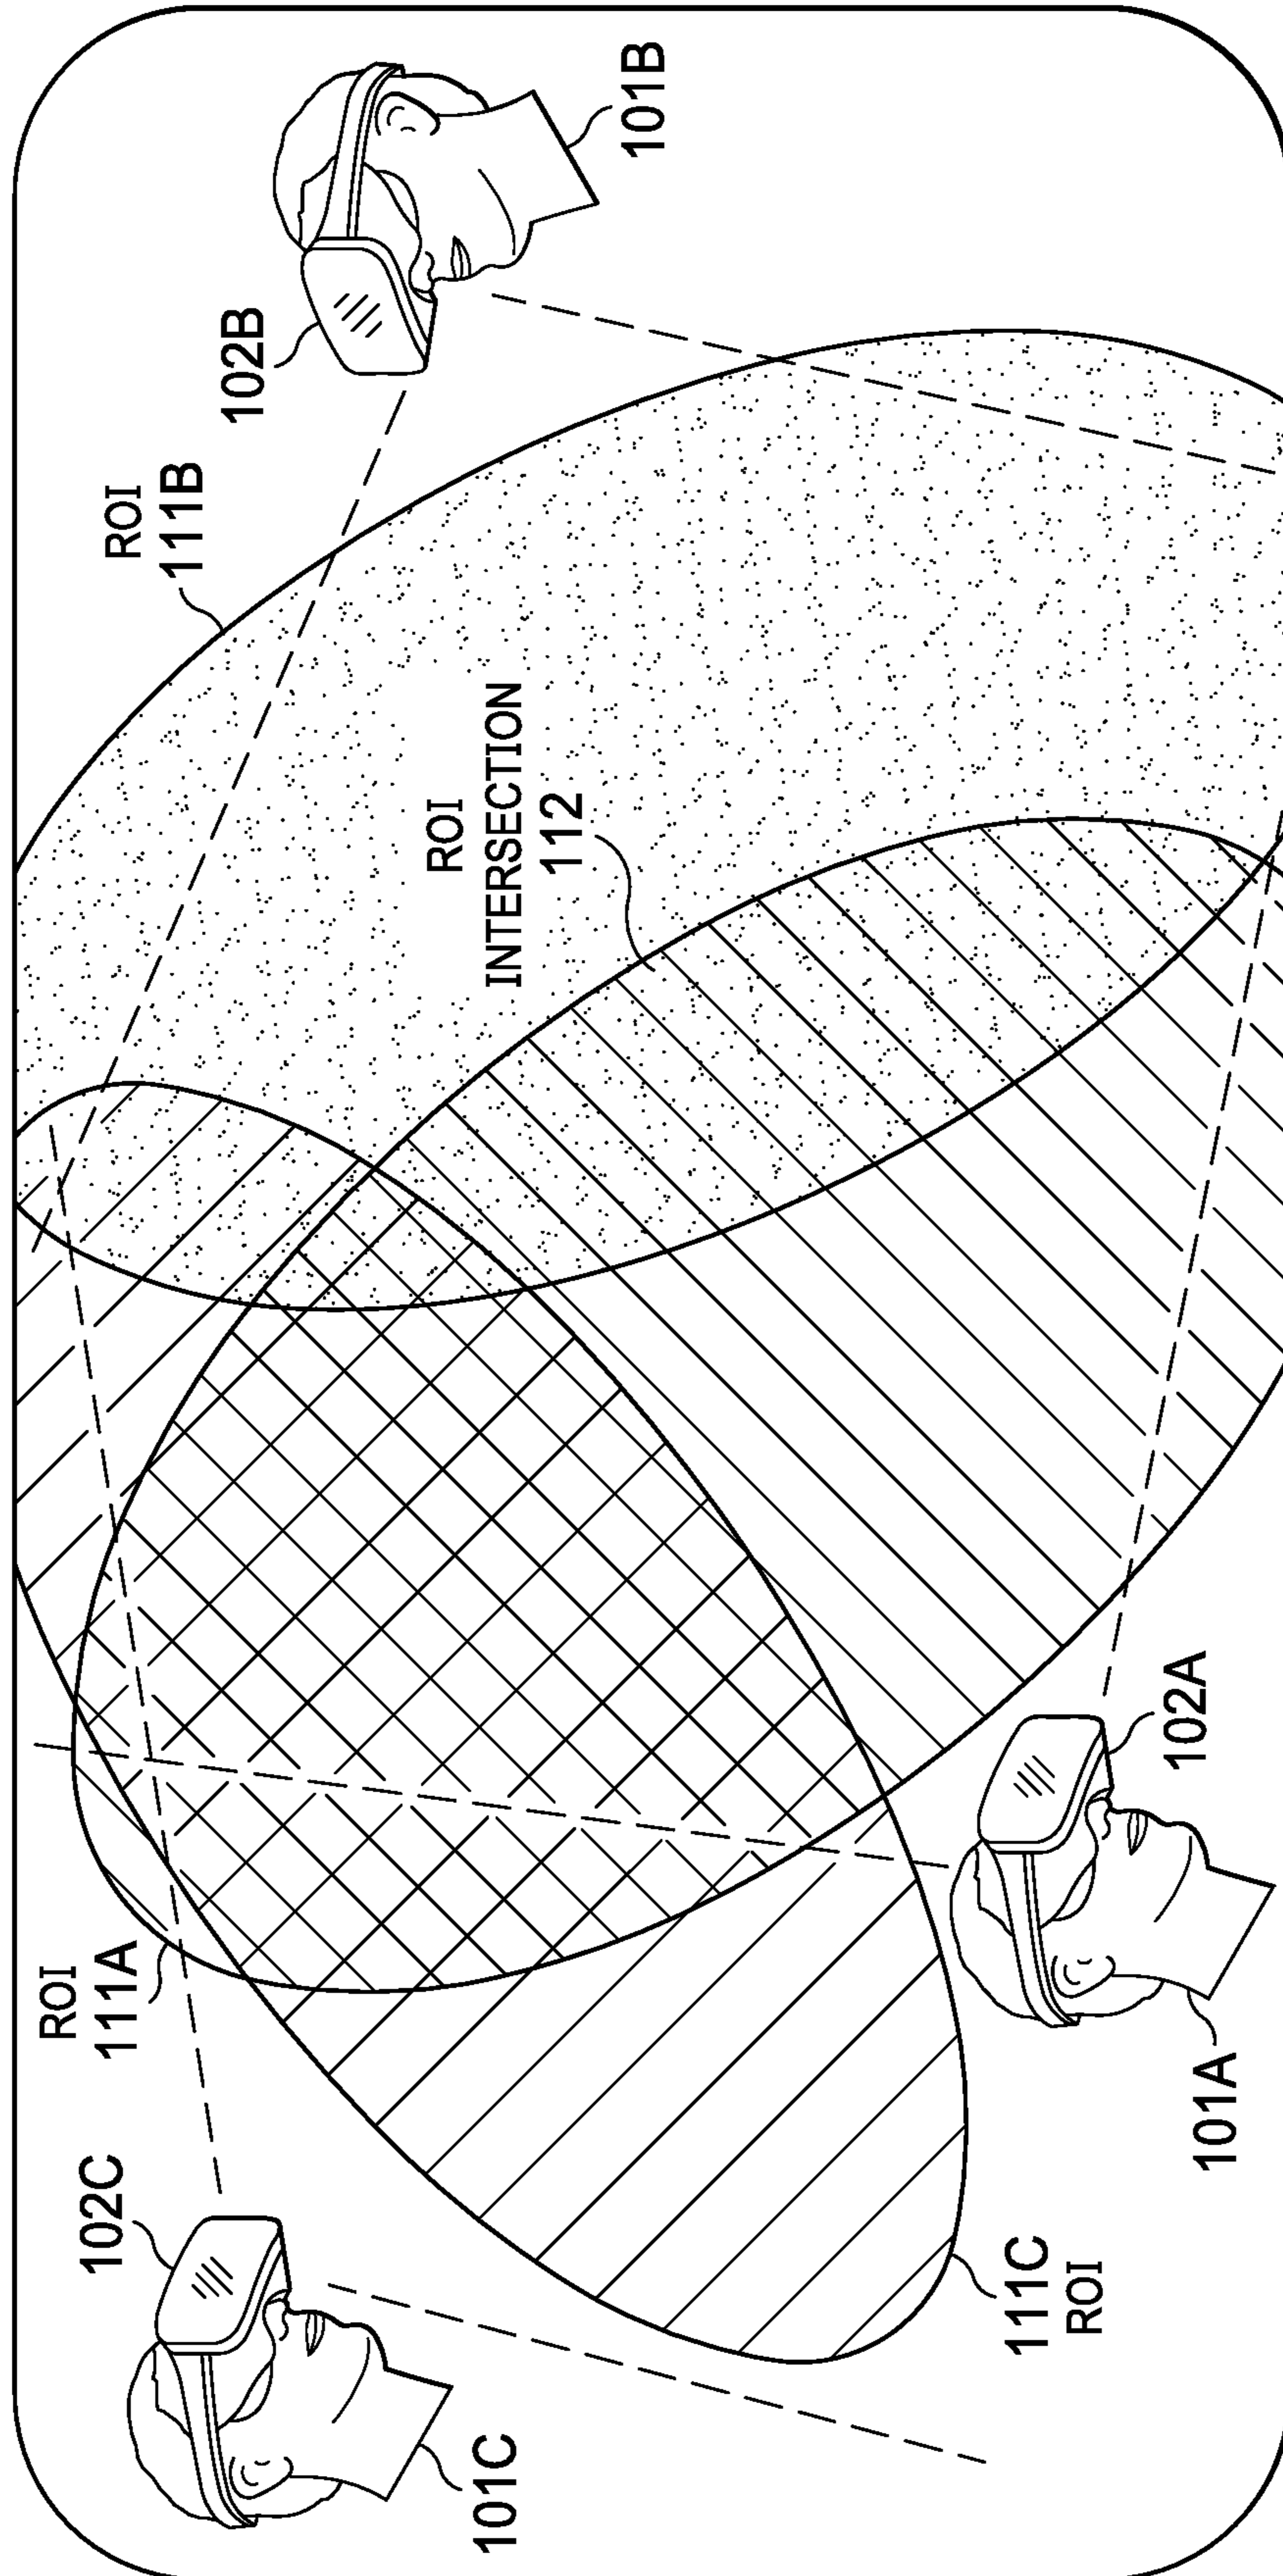 102C
101C
ROI
111A
111C
ROI
102A
101A
ROI
INTERSECTION
112
ROI
111B
102B
101B